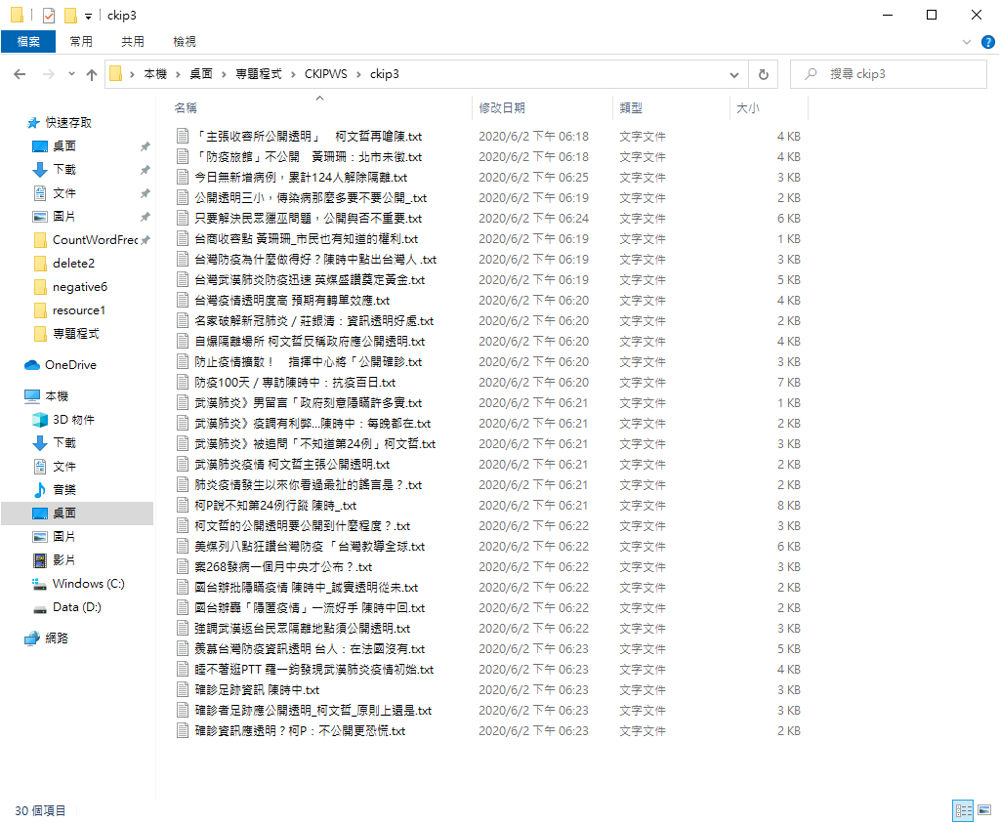 ckip3
檔案 常用 共用 檢視
本機 › 桌面 › 專題程式 › CKIPWS › ckip3 搜尋 ckip3
名稱 修改日期 類型 大小
快速存取
桌面
下載
文件
圖片
CountWordFrec
delete2
negative6
resource1
專題程式
OneDrive
本機
3D 物件
下載
文件
音樂
桌面
圖片
影片
Windows (C:)
Data (D:)
網路
「主張收容所公開透明」 柯文哲再嗆陳.txt 2020/6/2 下午 06:18 文字文件 4 KB
「防疫旅館」不公開 黃珊珊：北市未徵.txt 2020/6/2 下午 06:18 文字文件 4 KB
今日無新增病例，累計124人解除隔離.txt 2020/6/2 下午 06:25 文字文件 3 KB
公開透明三小，傳染病那麼多要不要公開_.txt 2020/6/2 下午 06:19 文字文件 2 KB
只要解決民眾獵巫問題，公開與否不重要.txt 2020/6/2 下午 06:24 文字文件 6 KB
台商收容點 黃珊珊_市民也有知道的權利.txt 2020/6/2 下午 06:19 文字文件 1 KB
台灣防疫為什麼做得好？陳時中點出台灣人 .txt 2020/6/2 下午 06:19 文字文件 3 KB
台灣武漢肺炎防疫迅速 英媒盛讚奠定黃金.txt 2020/6/2 下午 06:19 文字文件 5 KB
台灣疫情透明度高 預期有轉單效應.txt 2020/6/2 下午 06:20 文字文件 4 KB
名家破解新冠肺炎／莊銀清：資訊透明好處.txt 2020/6/2 下午 06:20 文字文件 2 KB
自爆隔離場所 柯文哲反稱政府應公開透明.txt 2020/6/2 下午 06:20 文字文件 4 KB
防止疫情擴散！ 指揮中心將「公開確診.txt 2020/6/2 下午 06:20 文字文件 3 KB
防疫100天／專訪陳時中：抗疫百日.txt 2020/6/2 下午 06:20 文字文件 7 KB
武漢肺炎》男留言「政府刻意隱瞞許多實.txt 2020/6/2 下午 06:21 文字文件 1 KB
武漢肺炎》疫調有利弊...陳時中：每晚都在.txt 2020/6/2 下午 06:21 文字文件 2 KB
武漢肺炎》被追問「不知道第24例」柯文哲.txt 2020/6/2 下午 06:21 文字文件 3 KB
武漢肺炎疫情 柯文哲主張公開透明.txt 2020/6/2 下午 06:21 文字文件 2 KB
肺炎疫情發生以來你看過最扯的謠言是？.txt 2020/6/2 下午 06:21 文字文件 2 KB
柯P說不知第24例行蹤 陳時_.txt 2020/6/2 下午 06:21 文字文件 8 KB
柯文哲的公開透明要公開到什麼程度？.txt 2020/6/2 下午 06:22 文字文件 3 KB
美媒列八點狂讚台灣防疫 「台灣教導全球.txt 2020/6/2 下午 06:22 文字文件 6 KB
案268發病一個月中央才公布？.txt 2020/6/2 下午 06:22 文字文件 3 KB
國台辦批隱瞞疫情 陳時中_誠實透明從未.txt 2020/6/2 下午 06:22 文字文件 2 KB
國台辦轟「隱匿疫情」一流好手 陳時中回.txt 2020/6/2 下午 06:22 文字文件 2 KB
強調武漢返台民眾隔離地點須公開透明.txt 2020/6/2 下午 06:22 文字文件 3 KB
羨慕台灣防疫資訊透明 台人：在法國沒有.txt 2020/6/2 下午 06:23 文字文件 5 KB
睡不著逛PTT 羅一鈞發現武漢肺炎疫情初始.txt 2020/6/2 下午 06:23 文字文件 4 KB
確診足跡資訊 陳時中.txt 2020/6/2 下午 06:23 文字文件 3 KB
確診者足跡應公開透明_柯文哲_原則上還是.txt 2020/6/2 下午 06:23 文字文件 3 KB
確診資訊應透明？柯P：不公開更恐慌.txt 2020/6/2 下午 06:23 文字文件 2 KB
30 個項目